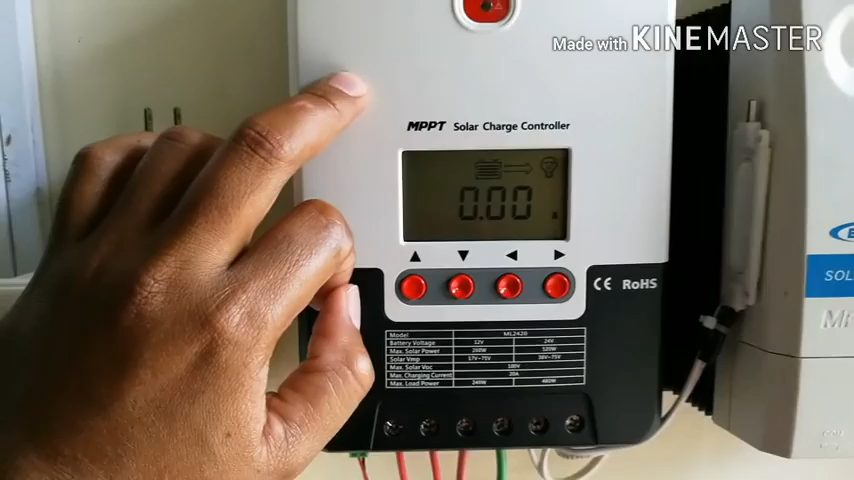 Made with KINEMASTER
MPPT Solar Charge Controller
0.00 A
▲ ▼ ◀ ▶
CE RoHS
Model ML2420
Battery Voltage 12V 24V
Max. Solar Power 260W 520W
Solar Vmp 17V~75V 36V~75V
Max. Solar Voc 100V
Max. Charging Current 20A
Max. Load Power 240W 480W